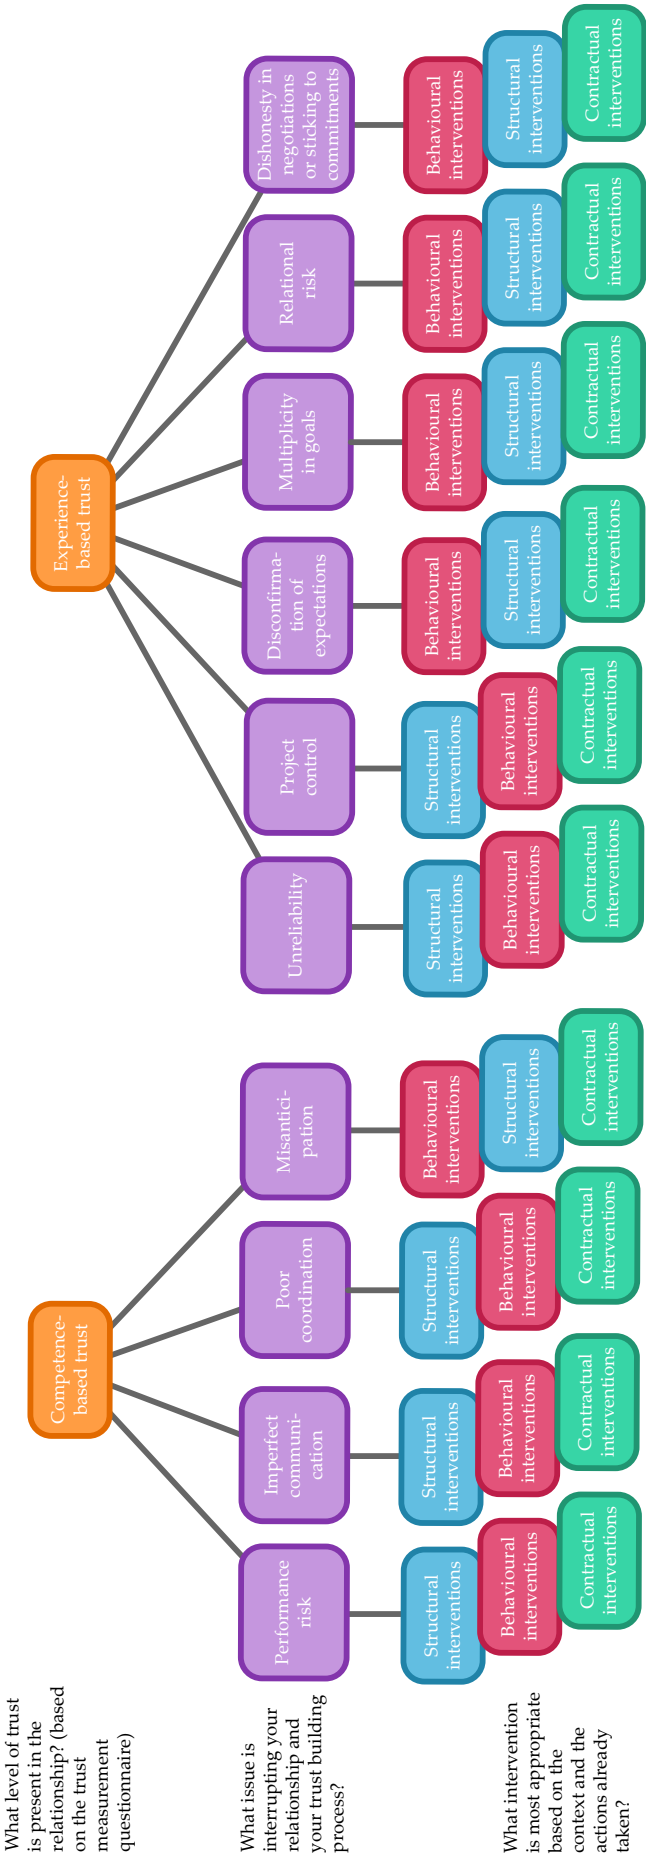 What level of trust
is present in the
relationship? (based
on the trust
measurement
questionnaire)
Competence-
based trust
Experience-
based trust
What issue is
interrupting your
relationship and
your trust building
process?
Performance
risk
Imperfect
communi-
cation
Poor
coordination
Misantici-
pation
Unreliability
Project
control
Disconfirma-
tion of
expectations
Multiplicity
in goals
Relational
risk
Dishonesty in
negotiations
or sticking to
commitments
What intervention
is most appropriate
based on the
context and the
actions already
taken?
Structural
interventions
Behavioural
interventions
Contractual
interventions
Structural
interventions
Behavioural
interventions
Contractual
interventions
Structural
interventions
Behavioural
interventions
Contractual
interventions
Behavioural
interventions
Structural
interventions
Contractual
interventions
Structural
interventions
Behavioural
interventions
Contractual
interventions
Structural
interventions
Behavioural
interventions
Contractual
interventions
Behavioural
interventions
Structural
interventions
Contractual
interventions
Behavioural
interventions
Structural
interventions
Contractual
interventions
Behavioural
interventions
Structural
interventions
Contractual
interventions
Behavioural
interventions
Structural
interventions
Contractual
interventions